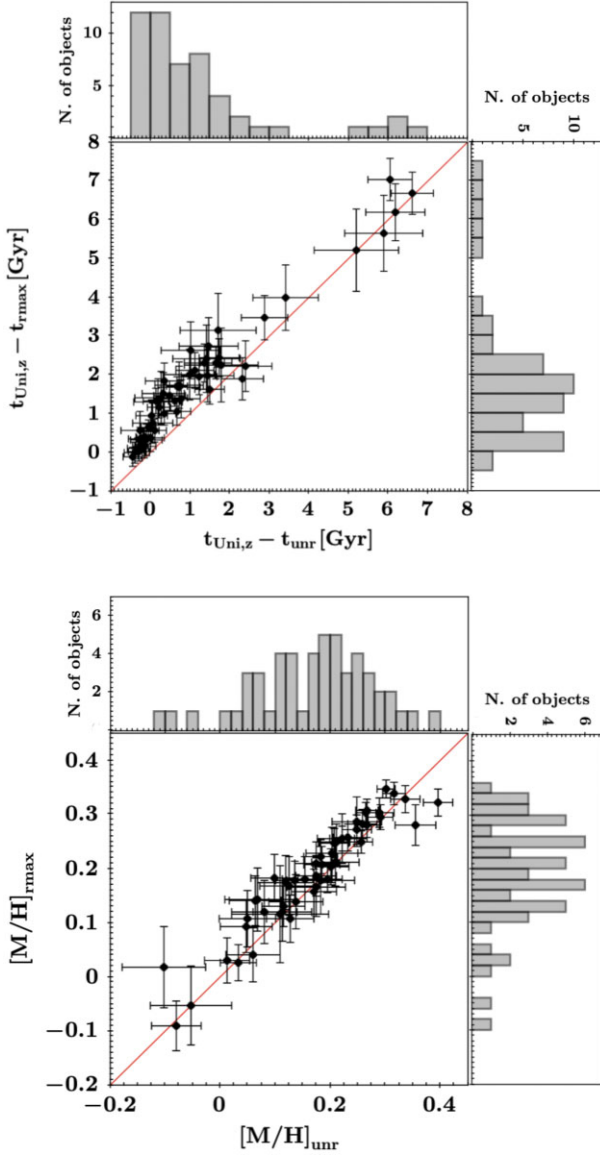 N. of objects
10
5
N. of objects
5
10
t_Uni,z − t_rmax [Gyr]
8
7
6
5
4
3
2
1
0
−1
−1 0 1 2 3 4 5 6 7 8
t_Uni,z − t_unr [Gyr]
N. of objects
6
4
2
N. of objects
2 4 6
[M/H]_rmax
0.4
0.3
0.2
0.1
0
−0.1
−0.2
−0.2 0 0.2 0.4
[M/H]_unr